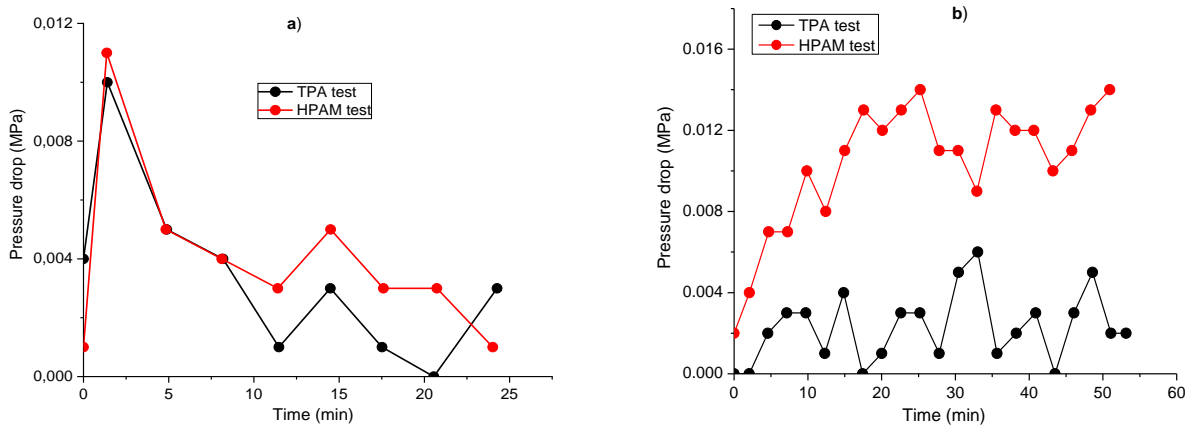 a)
TPA test
HPAM test
Pressure drop (MPa)
0,012
0,008
0,004
0,000
0 5 10 15 20 25
Time (min)
b)
TPA test
HPAM test
Pressure drop (MPa)
0.016
0.012
0.008
0.004
0.000
0 10 20 30 40 50 60
Time (min)